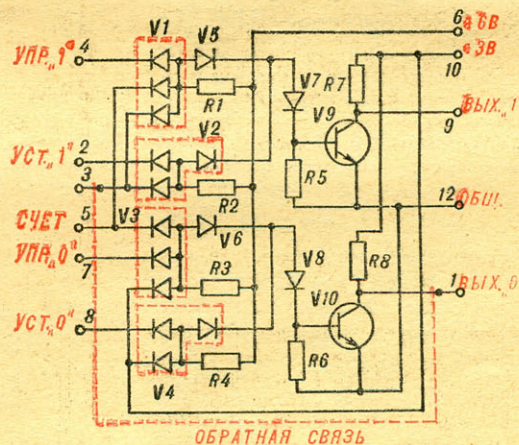 V1 V5
6 +6В
УПР.„1" 4
+3В
10
V7 R7
R1
V9
ВЫХ.„1"
9
V2
УСТ.„1" 2
3
R5
R2
12 ОБЩ.
СЧЕТ 5
V3
V6
УПР.„0"
7
V8 R8
R3
1 ВЫХ.„0"
V10
УСТ.„0" 8
R6
V4 R4
ОБРАТНАЯ СВЯЗЬ